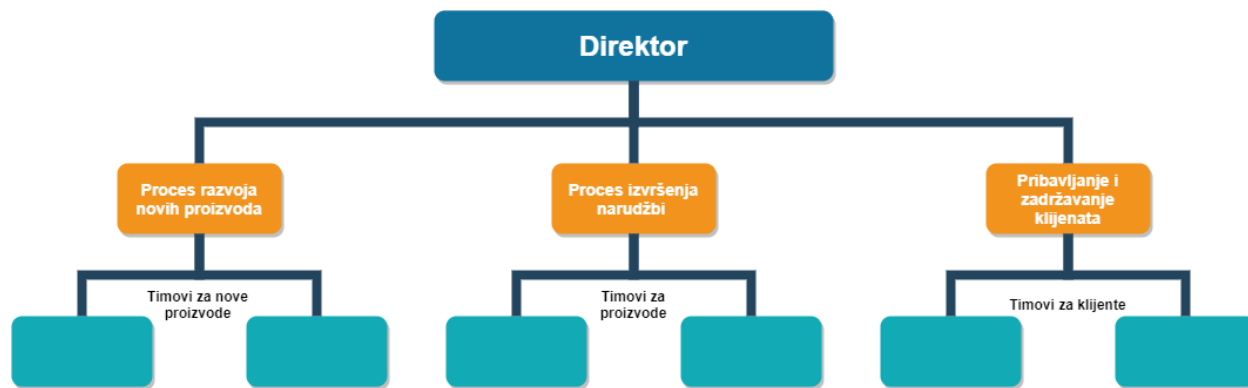 Direktor
Proces razvoja
novih proizvoda
Proces izvršenja
narudžbi
Pribavljanje i
zadržavanje
klijenata
Timovi za nove
proizvode
Timovi za
proizvode
Timovi za klijente